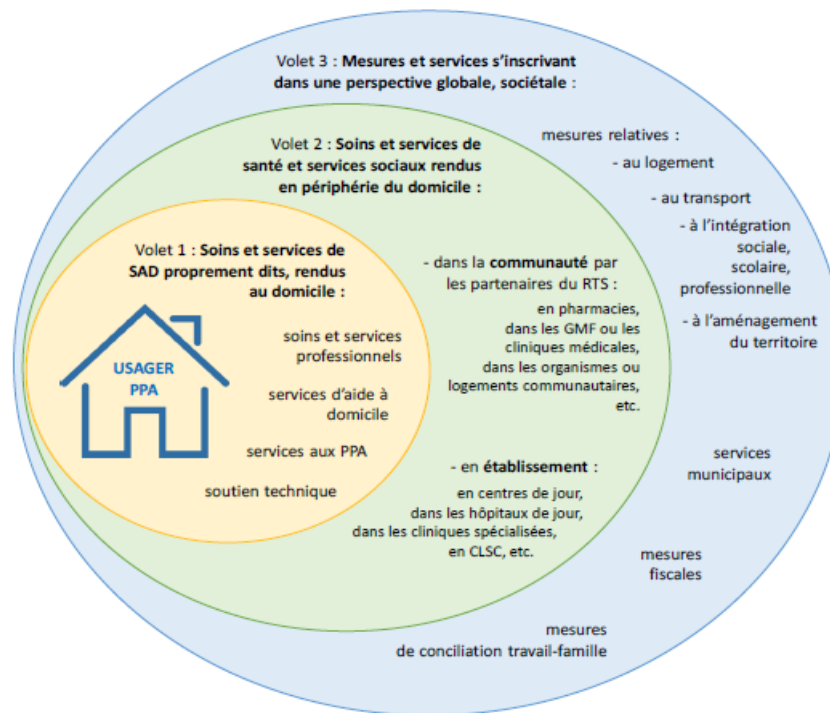 Volet 3 : Mesures et services s'inscrivant
dans une perspective globale, sociétale :
Volet 2 : Soins et services de
santé et services sociaux rendus
en périphérie du domicile :
Volet 1 : Soins et services de
SAD proprement dits, rendus
au domicile :
USAGER
PPA
soins et services
professionnels
services d'aide à
domicile
services aux PPA
soutien technique
- dans la communauté par
les partenaires du RTS :
en pharmacies,
dans les GMF ou les
cliniques médicales,
dans les organismes ou
logements communautaires,
etc.
- en établissement :
en centres de jour,
dans les hôpitaux de jour,
dans les cliniques spécialisées,
en CLSC, etc.
mesures relatives :
- au logement
- au transport
- à l'intégration
sociale,
scolaire,
professionnelle
- à l'aménagement
du territoire
services
municipaux
mesures
fiscales
mesures
de conciliation travail-famille